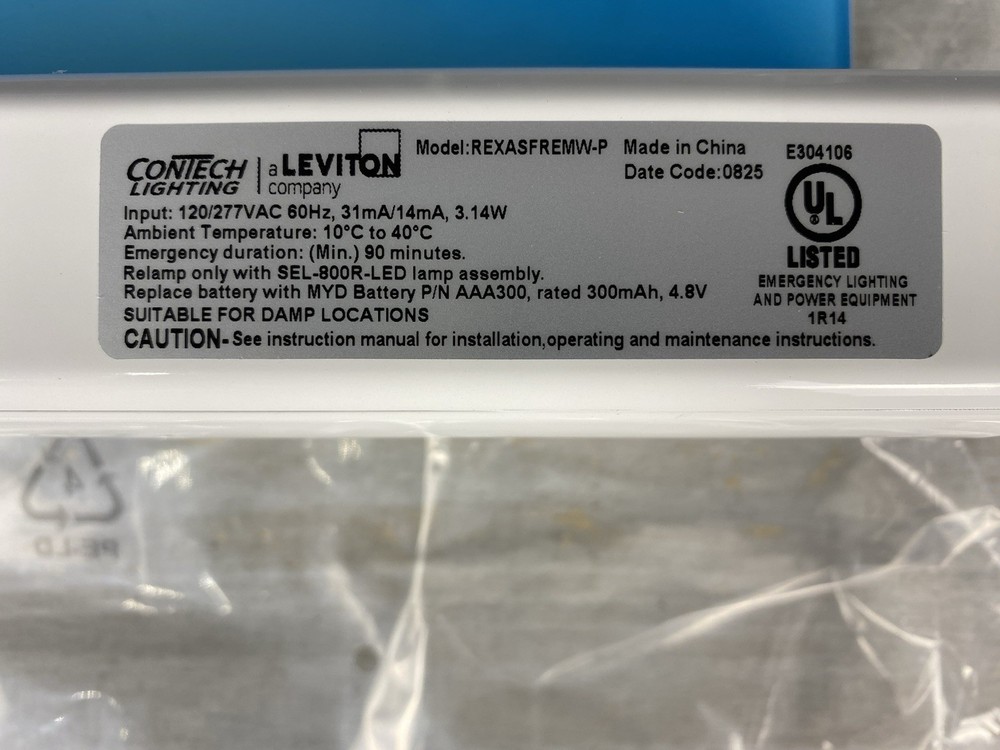 CONTECH LIGHTING | a LEVITON company
Model:REXASFREMW-P
Made in China
Date Code:0825
Input: 120/277VAC 60Hz, 31mA/14mA, 3.14W
Ambient Temperature: 10°C to 40°C
Emergency duration: (Min.) 90 minutes.
Relamp only with SEL-800R-LED lamp assembly.
Replace battery with MYD Battery P/N AAA300, rated 300mAh, 4.8V
SUITABLE FOR DAMP LOCATIONS
CAUTION- See instruction manual for installation,operating and maintenance instructions.
E304106
UL
LISTED
EMERGENCY LIGHTING
AND POWER EQUIPMENT
1R14
4
PE-LD